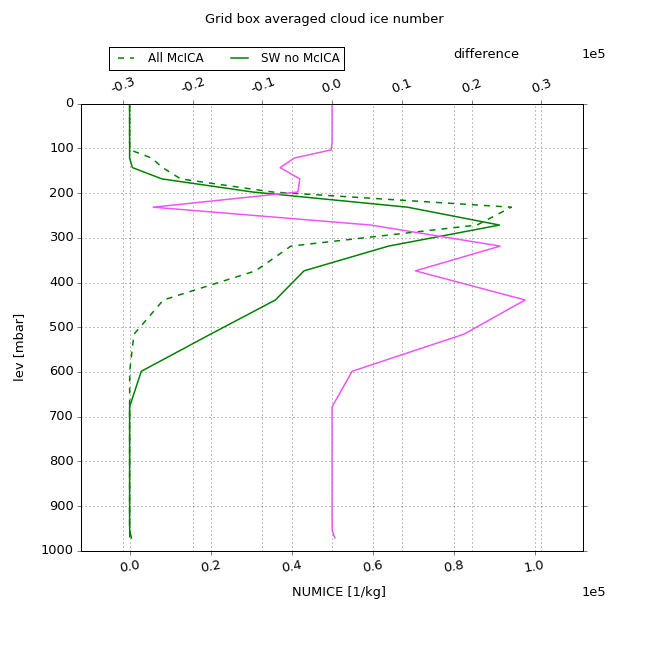 Grid box averaged cloud ice number
All McICA SW no McICA difference 1e5
-0.3 -0.2 -0.1 0.0 0.1 0.2 0.3
0
100
200
300
400
500
600
700
800
900
1000
lev [mbar]
0.0 0.2 0.4 0.6 0.8 1.0
NUMICE [1/kg] 1e5